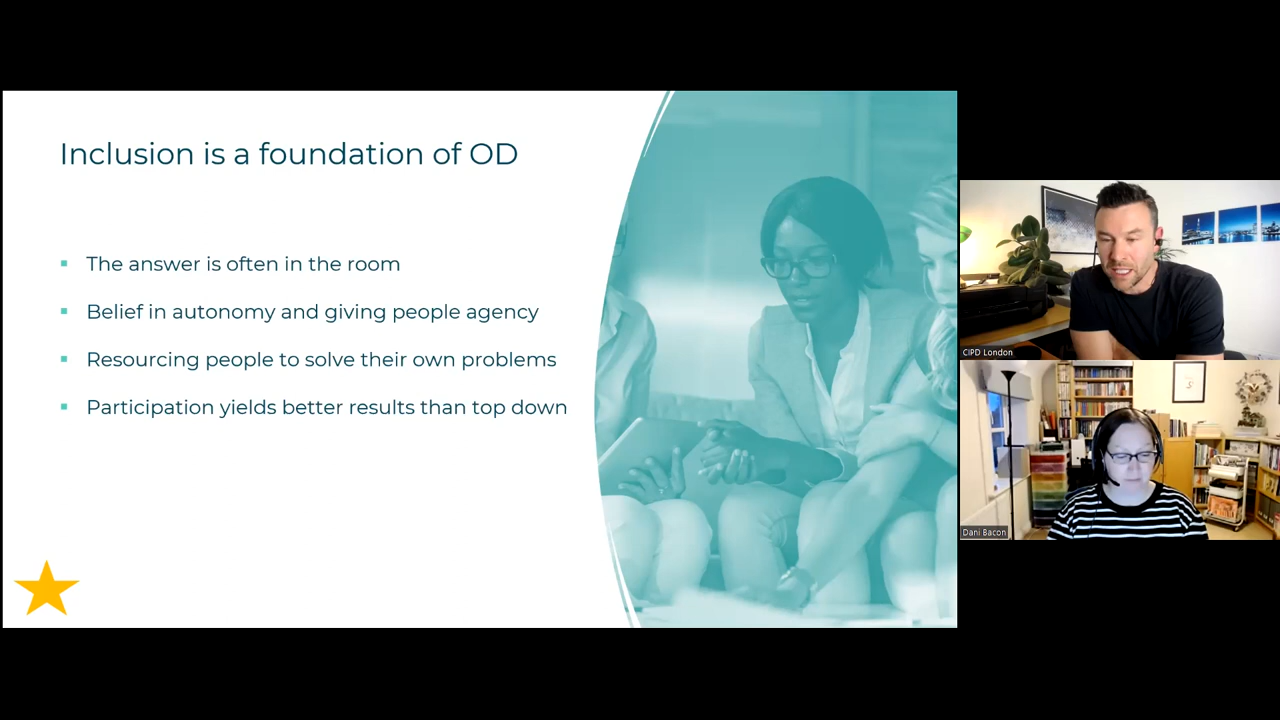 Inclusion is a foundation of OD
The answer is often in the room
Belief in autonomy and giving people agency
Resourcing people to solve their own problems
Participation yields better results than top down
CIPD London
Dani Bacon